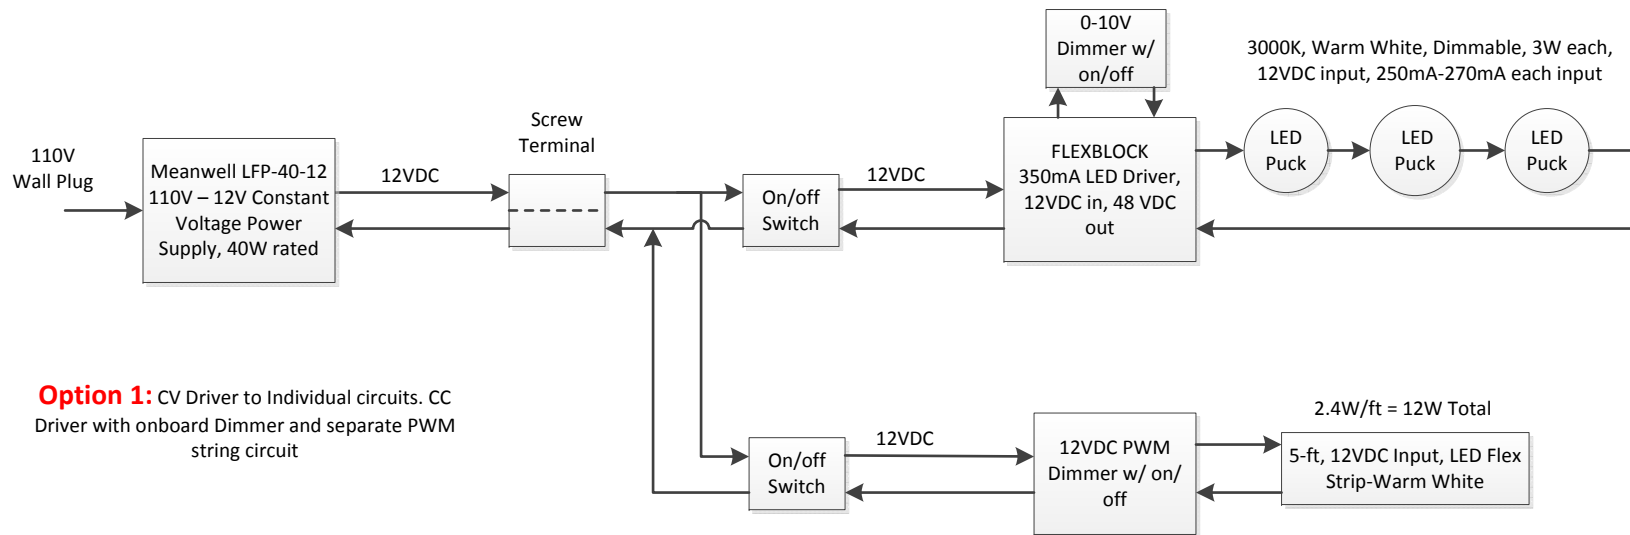 0-10V
Dimmer w/
on/off
3000K, Warm White, Dimmable, 3W each,
12VDC input, 250mA-270mA each input
110V
Wall Plug
Meanwell LFP-40-12
110V – 12V Constant
Voltage Power
Supply, 40W rated
12VDC
Screw
Terminal
On/off
Switch
12VDC
FLEXBLOCK
350mA LED Driver,
12VDC in, 48 VDC
out
LED
Puck
LED
Puck
LED
Puck
Option 1: CV Driver to Individual circuits. CC
Driver with onboard Dimmer and separate PWM
string circuit
On/off
Switch
12VDC
12VDC PWM
Dimmer w/ on/
off
2.4W/ft = 12W Total
5-ft, 12VDC Input, LED Flex
Strip-Warm White